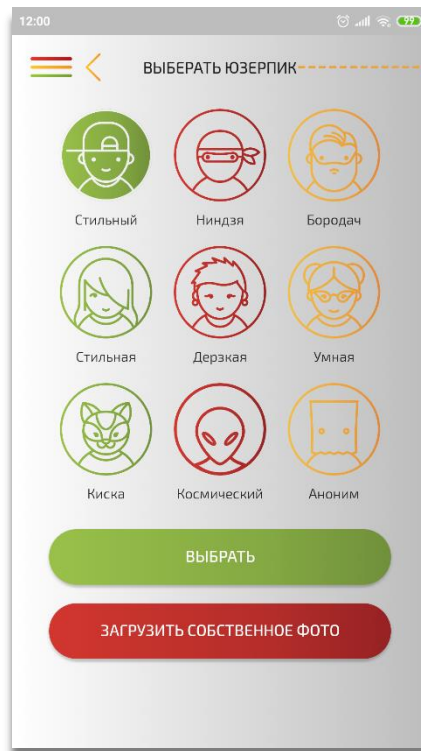 12:00
99
ВЫБЕРАТЬ ЮЗЕРПИК
Стильный Ниндзя Бородач
Стильная Дерзкая Умная
Киска Космический Аноним
ВЫБРАТЬ
ЗАГРУЗИТЬ СОБСТВЕННОЕ ФОТО